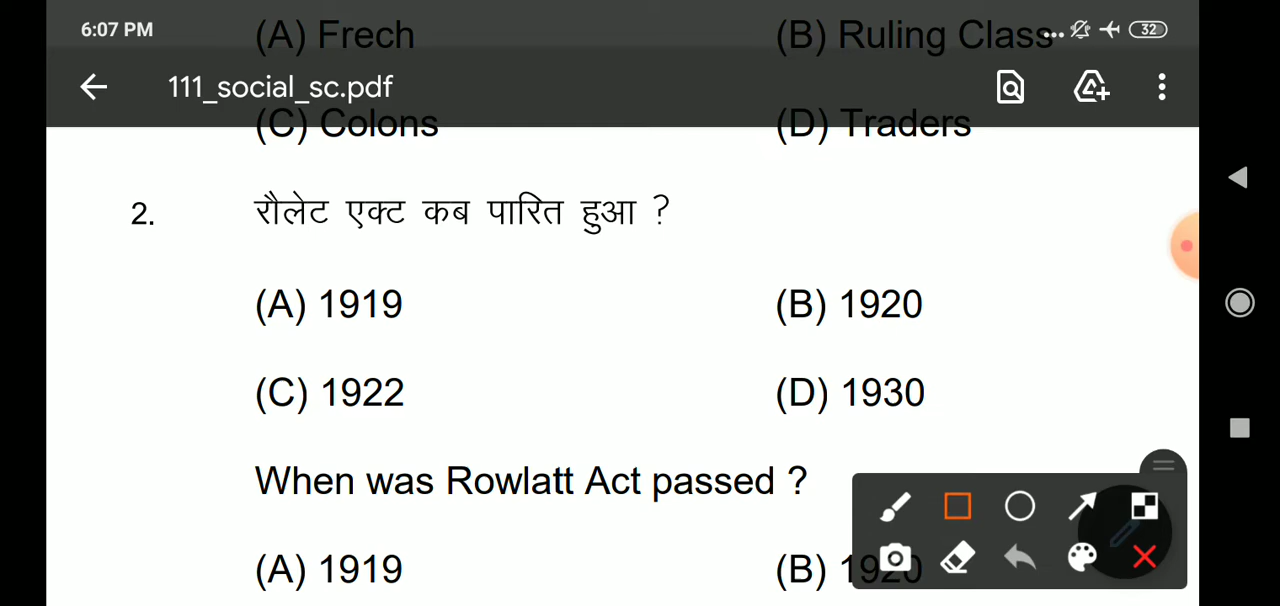 6:07 PM
32
(A) Frech (B) Ruling Class
111_social_sc.pdf
(C) Colons (D) Traders
2. रौलेट एक्ट कब पारित हुआ ?
(A) 1919 (B) 1920
(C) 1922 (D) 1930
When was Rowlatt Act passed ?
(A) 1919 (B) 1920